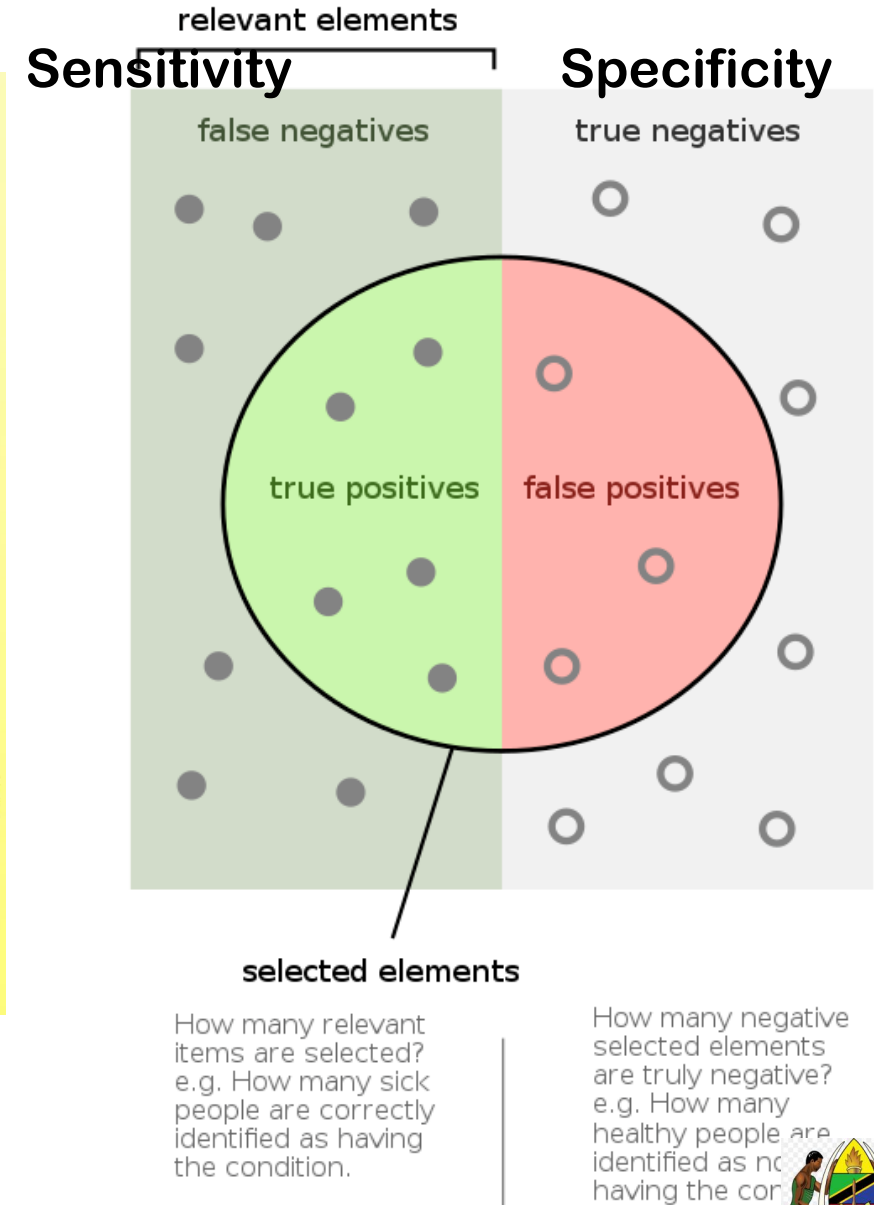 relevant elements
Sensitivity
Specificity
false negatives
true negatives
true positives
false positives
selected elements
How many relevant
items are selected?
e.g. How many sick
people are correctly
identified as having
the condition.
How many negative
selected elements
are truly negative?
e.g. How many
healthy people are
identified as
having the